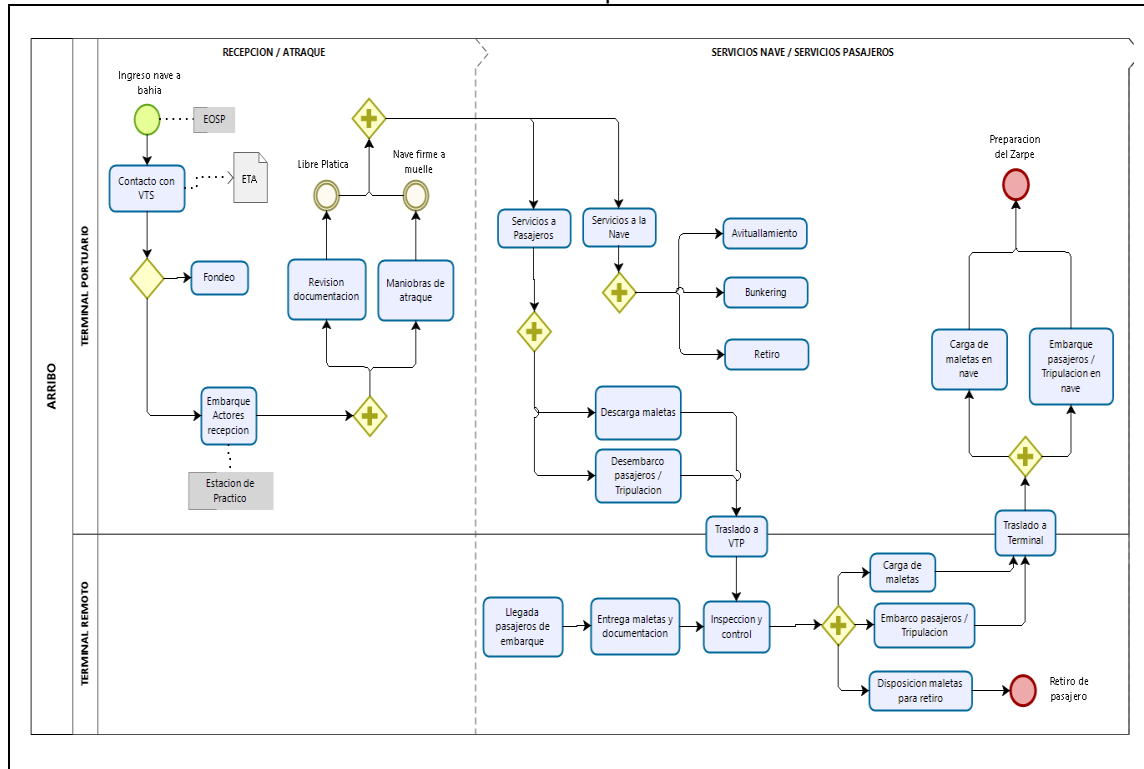 RECEPCION / ATRAQUE
SERVICIOS NAVE / SERVICIOS PASAJEROS
ARRIBO
TERMINAL PORTUARIO
TERMINAL REMOTO
Ingreso nave a
bahia
EOSP
Contacto con
VTS
ETA
Fondeo
Embarque
Actores
recepcion
Estacion de
Practico
Libre Platica
Nave firme a
muelle
Revision
documentacion
Maniobras de
atraque
Servicios a
Pasajeros
Servicios a la
Nave
Avituallamiento
Bunkering
Retiro
Descarga maletas
Desembarco
pasajeros /
Tripulacion
Traslado a
VTP
Preparacion
del Zarpe
Carga de
maletas en
nave
Embarque
pasajeros /
Tripulacion en
nave
Traslado a
Terminal
Llegada
pasajeros de
embarque
Entrega maletas y
documentacion
Inspeccion y
control
Carga de
maletas
Embarco pasajeros /
Tripulacion
Disposicion maletas
para retiro
Retiro de
pasajero